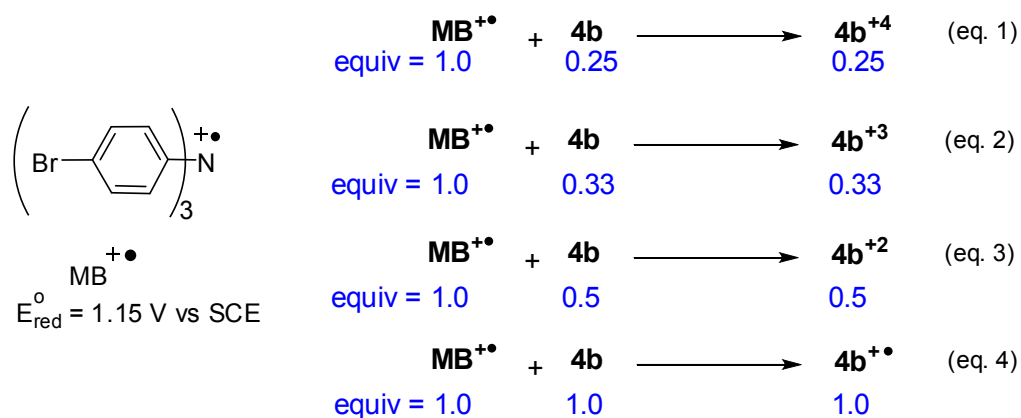 MB+• + 4b 4b+4 (eq. 1)
equiv = 1.0 0.25 0.25
Br N +•
3
MB+• + 4b 4b+3 (eq. 2)
equiv = 1.0 0.33 0.33
MB+•
E°red = 1.15 V vs SCE
MB+• + 4b 4b+2 (eq. 3)
equiv = 1.0 0.5 0.5
MB+• + 4b 4b+• (eq. 4)
equiv = 1.0 1.0 1.0